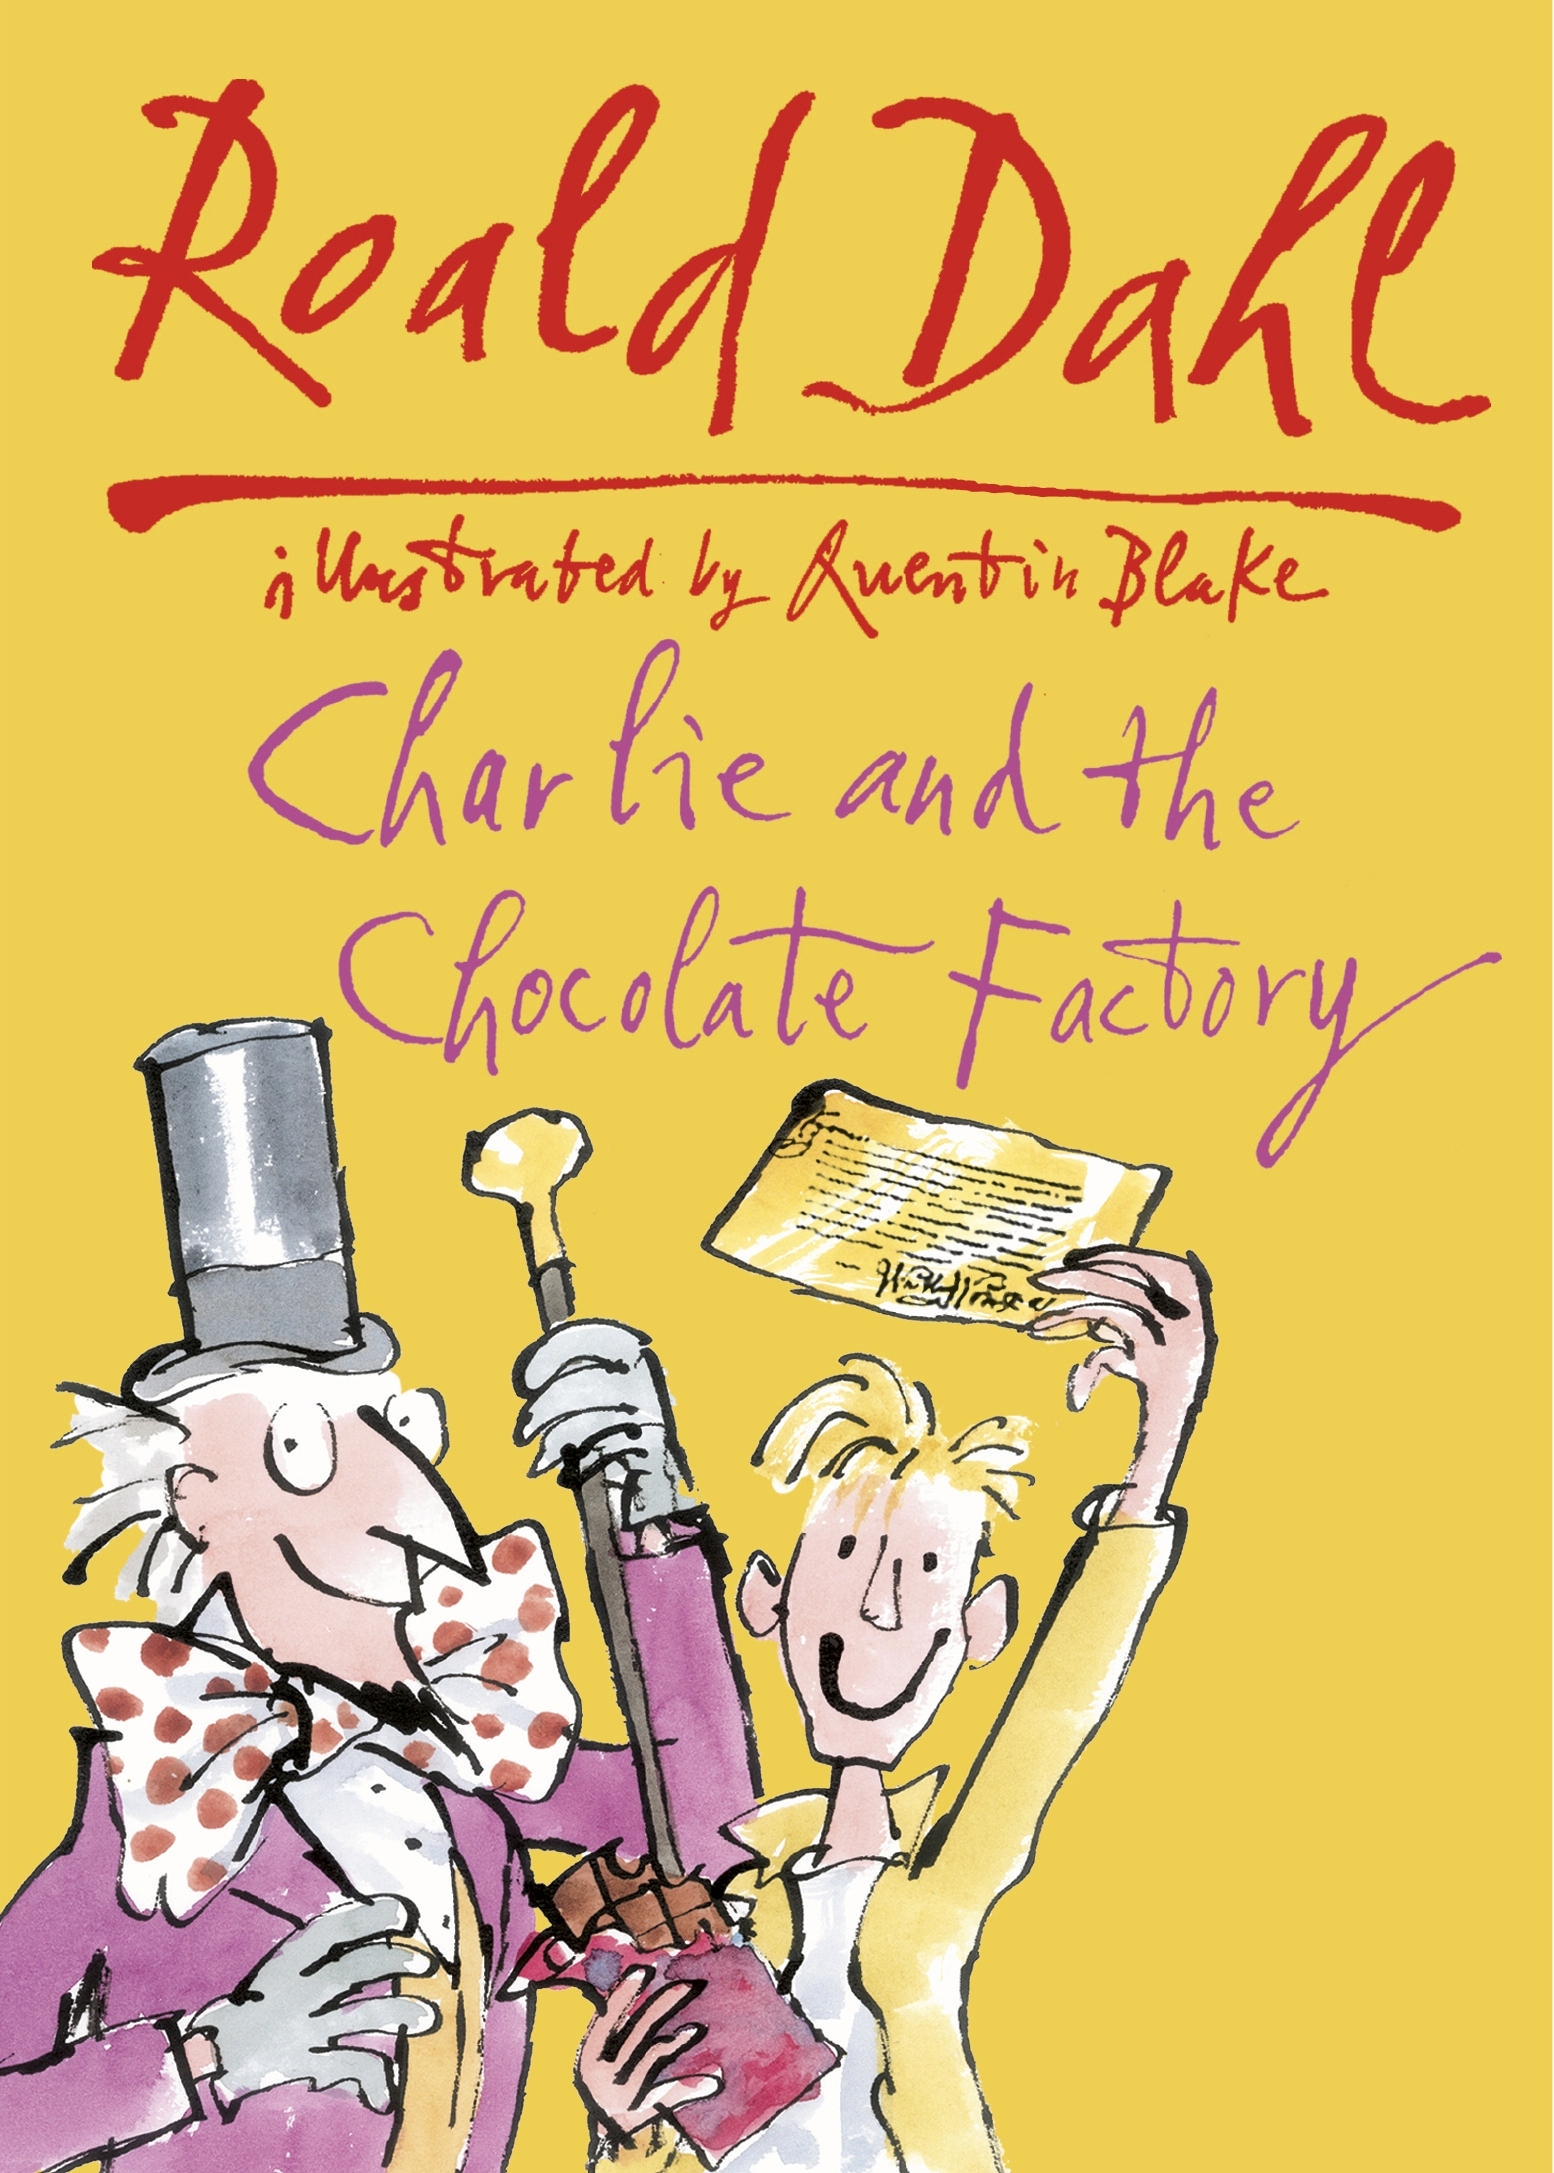 Roald Dahl
illustrated by Quentin Blake
Charlie and the
Chocolate Factory